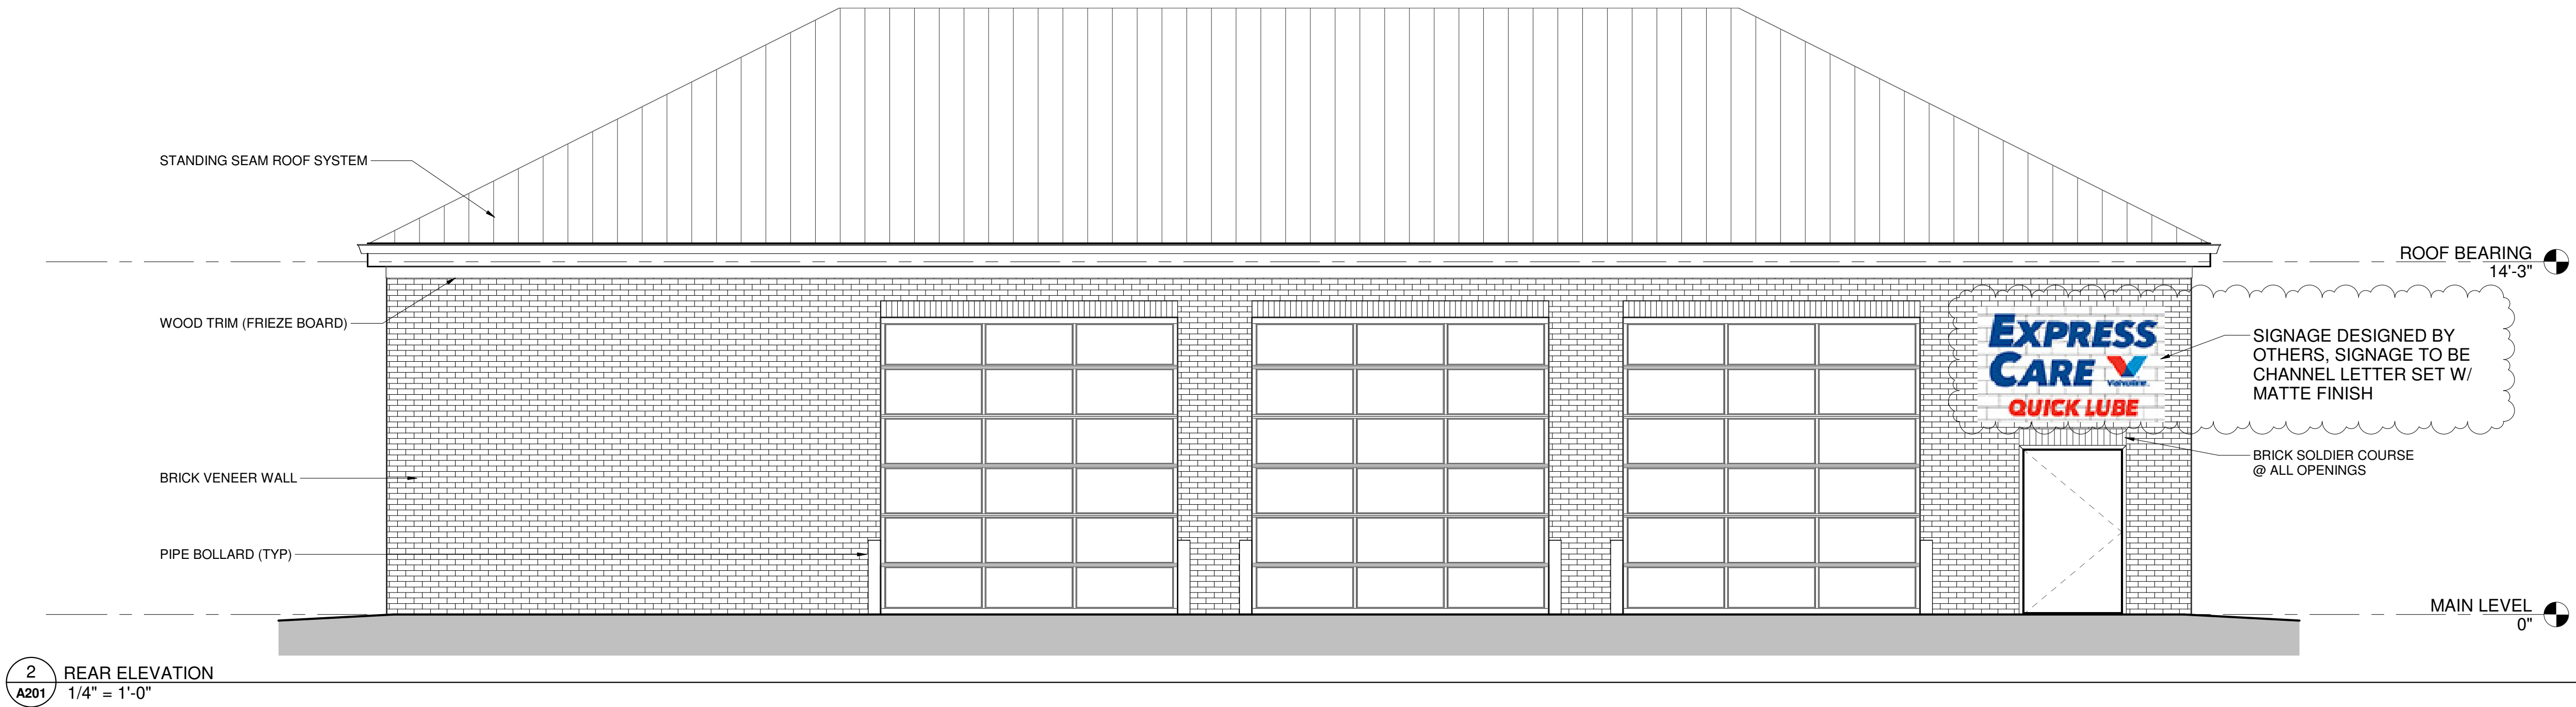 STANDING SEAM ROOF SYSTEM
ROOF BEARING
14'-3"
WOOD TRIM (FRIEZE BOARD)
EXPRESS
CARE
Valvoline
QUICK LUBE
SIGNAGE DESIGNED BY
OTHERS, SIGNAGE TO BE
CHANNEL LETTER SET W/
MATTE FINISH
BRICK VENEER WALL
BRICK SOLDIER COURSE
@ ALL OPENINGS
PIPE BOLLARD (TYP)
MAIN LEVEL
0"
2
A201
REAR ELEVATION
1/4" = 1'-0"